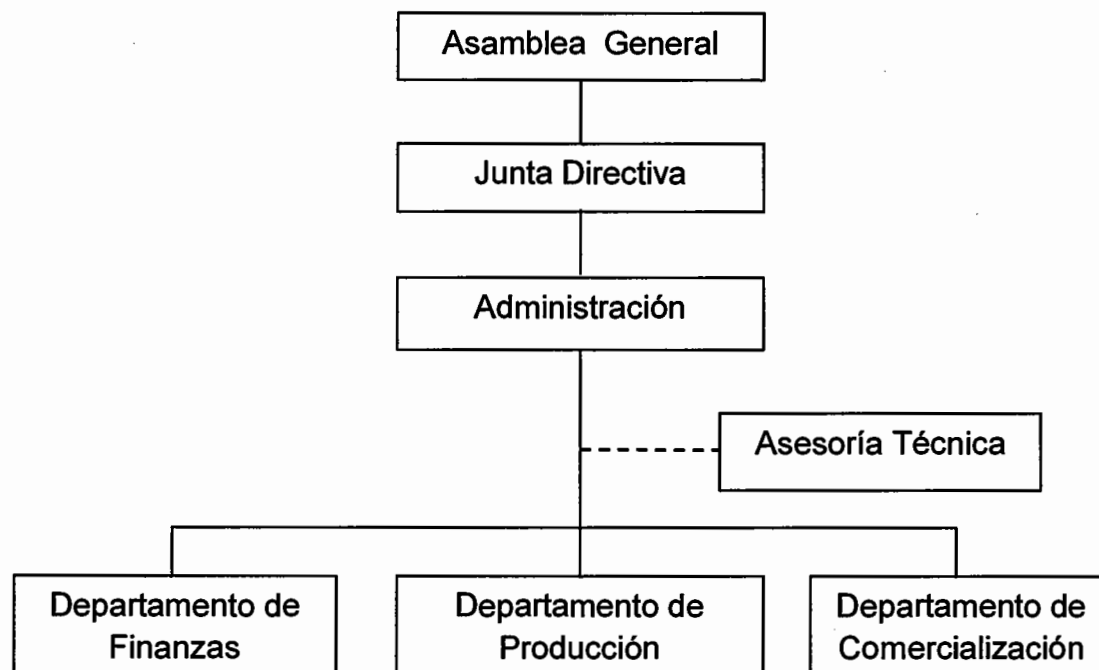 Asamblea General
Junta Directiva
Administración
Asesoría Técnica
Departamento de
Finanzas
Departamento de
Producción
Departamento de
Comercialización